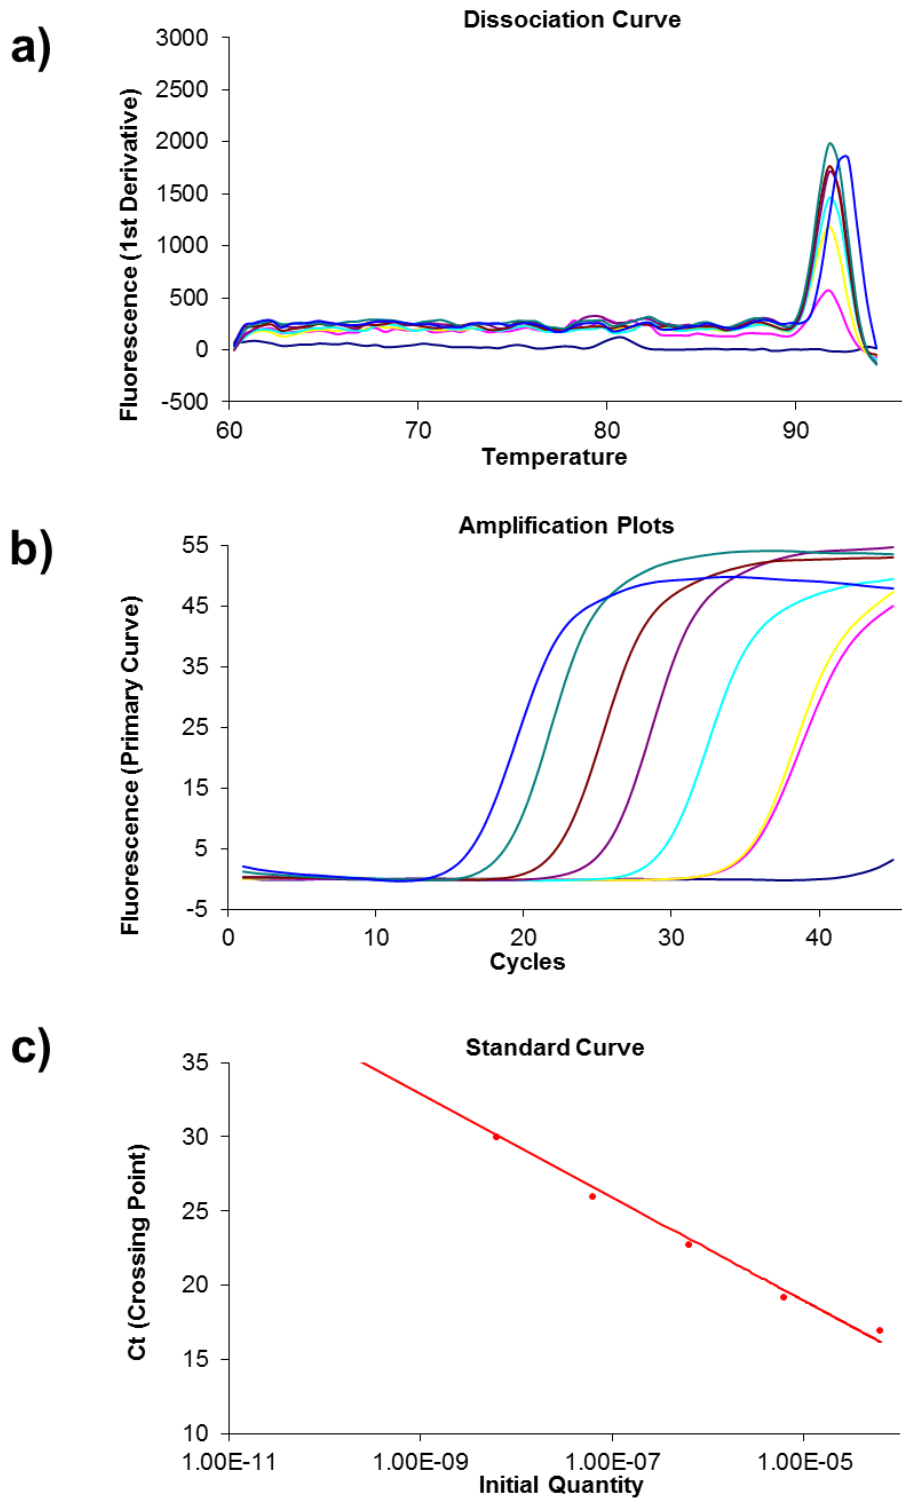 a)
Dissociation Curve
Fluorescence (1st Derivative)
3000
2500
2000
1500
1000
500
0
-500
60 70 80 90
Temperature
b)
Amplification Plots
Fluorescence (Primary Curve)
55
45
35
25
15
5
-5
0 10 20 30 40
Cycles
c)
Standard Curve
Ct (Crossing Point)
35
30
25
20
15
10
1.00E-11 1.00E-09 1.00E-07 1.00E-05
Initial Quantity